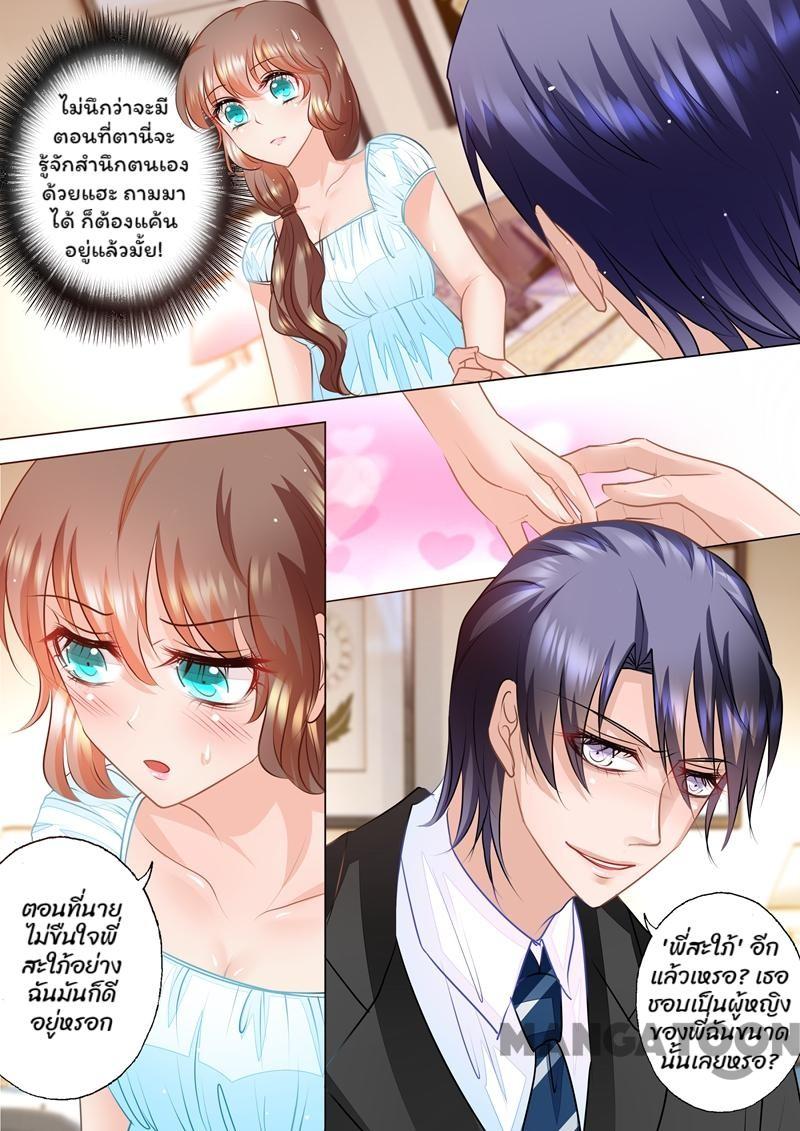 ไม่นึกว่าจะมี
ตอนที่ตานี่จะ
รู้จักสำนึกตนเอง
ด้วยแฮะ ถามมา
ได้ ก็ต้องแค้น
อยู่แล้วมั้ย!
ตอนที่นาย
ไม่ขืนใจพี่
สะใภ้อย่าง
ฉันมันก็ดี
อยู่หรอก
'พี่สะใภ้' อีก
แล้วเหรอ? เธอ
ชอบเป็นผู้หญิง
ของพี่ฉันขนาด
นั้นเลยหรอ?
MANGATOON